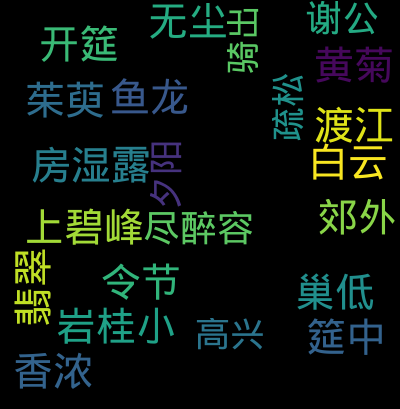 无尘
谢公
骑出
开筵
黄菊
茱萸
鱼龙
疏松
渡江
房湿露
夕阳
白云
上碧峰
尽醉容
郊外
翡翠
令节
巢低
岩桂小
高兴
筵中
香浓